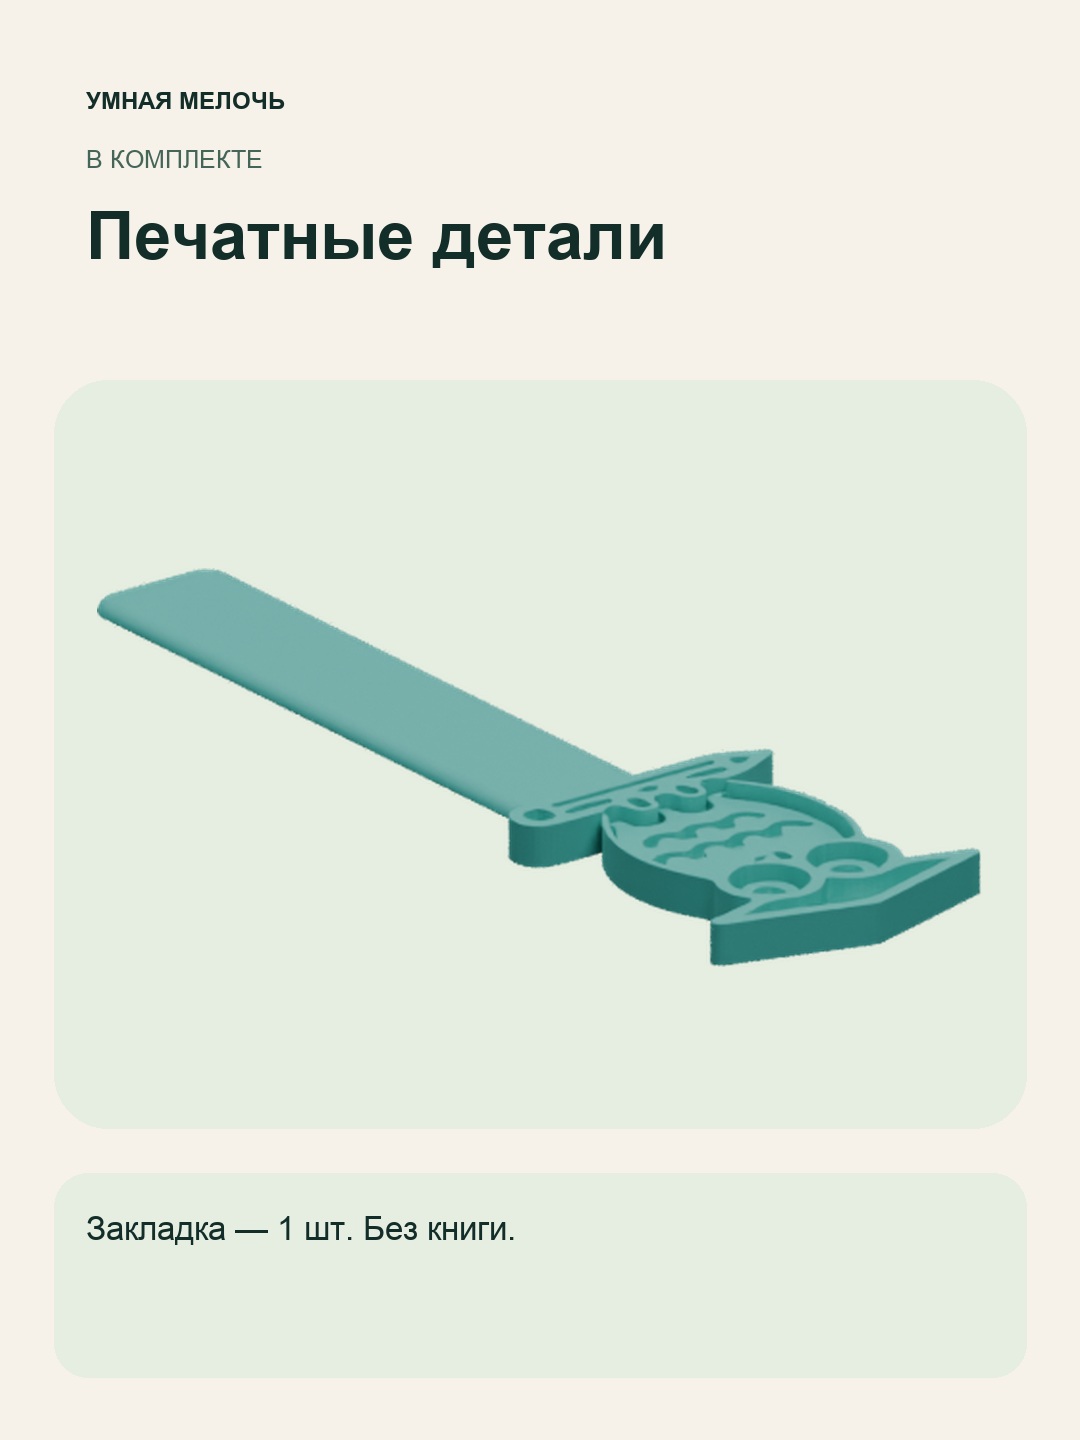 УМНАЯ МЕЛОЧЬ
В КОМПЛЕКТЕ
Печатные детали
Закладка — 1 шт. Без книги.